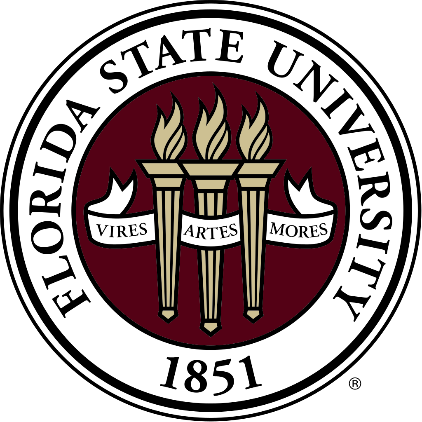 FLORIDA STATE UNIVERSITY
VIRES ARTES MORES
1851
®